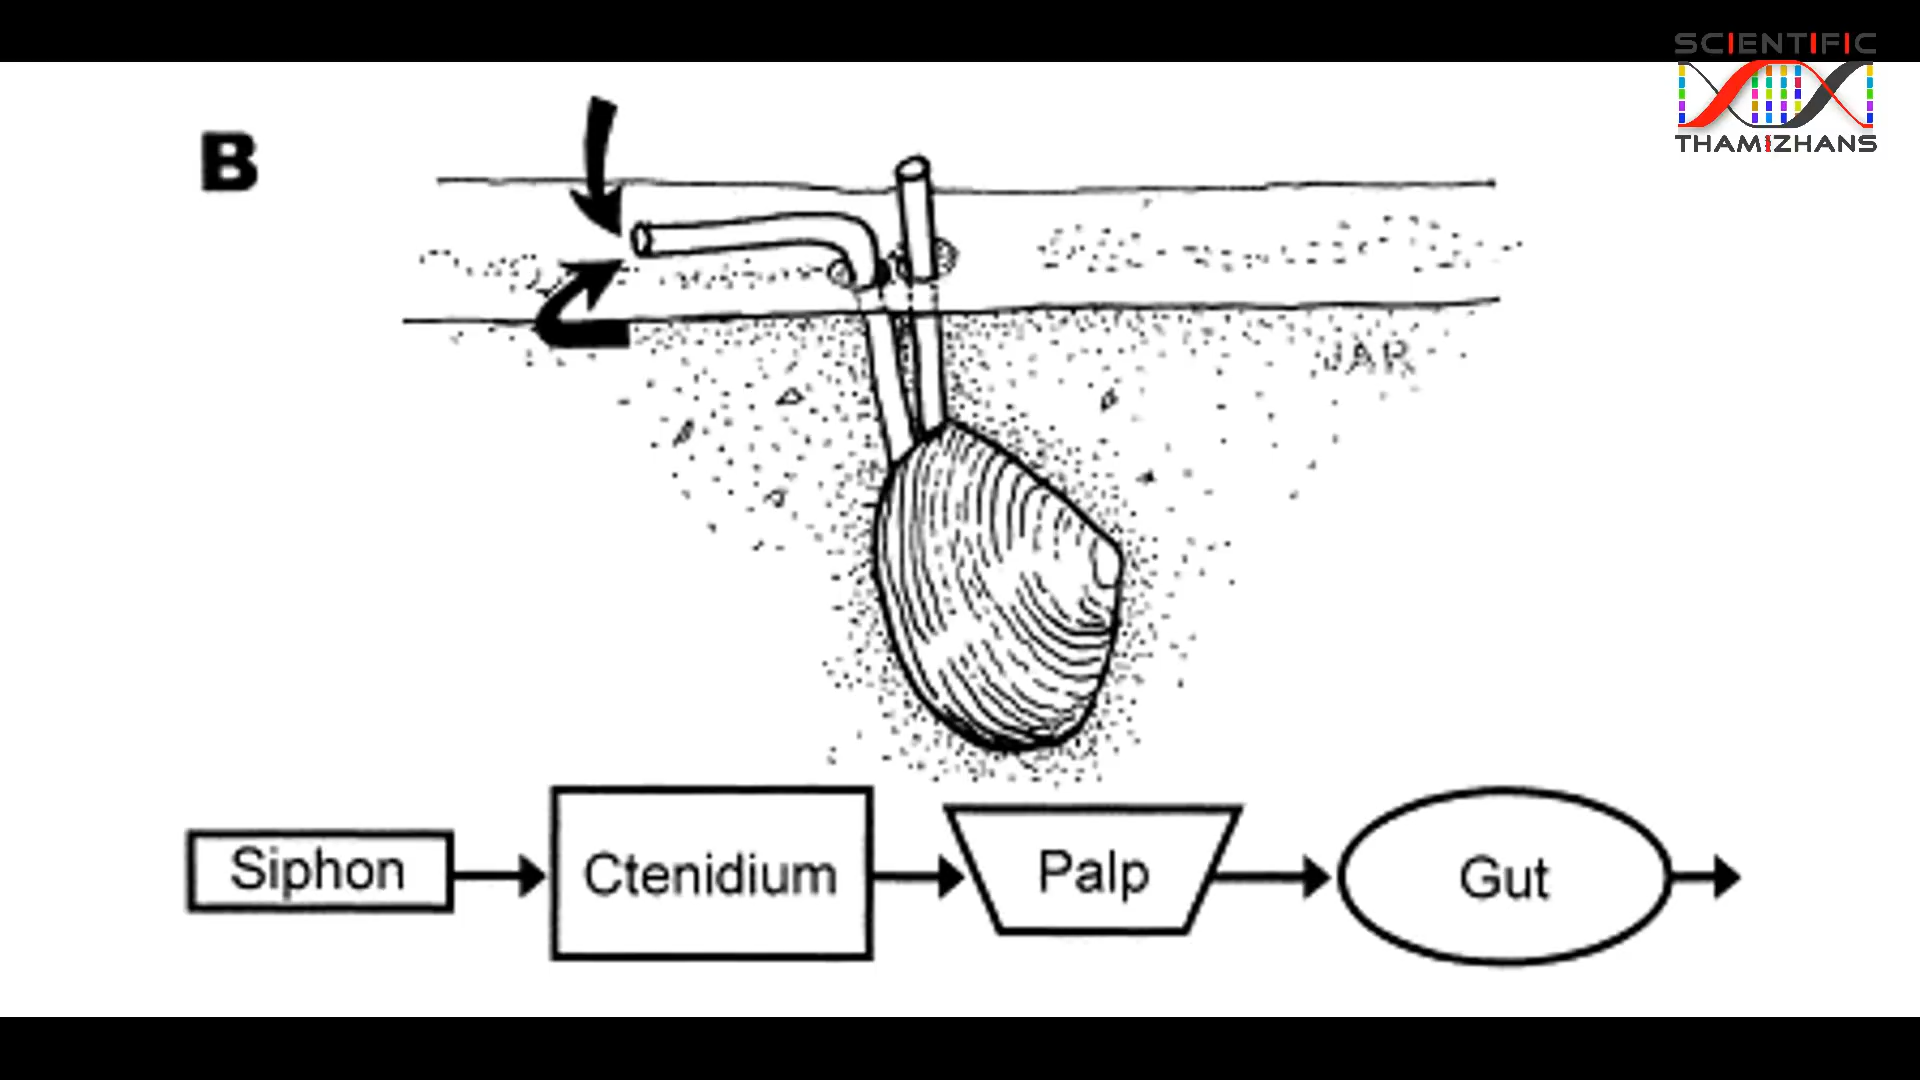 SCIENTIFIC
THAMIZHANS
B
JAR
Siphon
Ctenidium
Palp
Gut